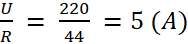 U/R = 220/44 = 5 (A)